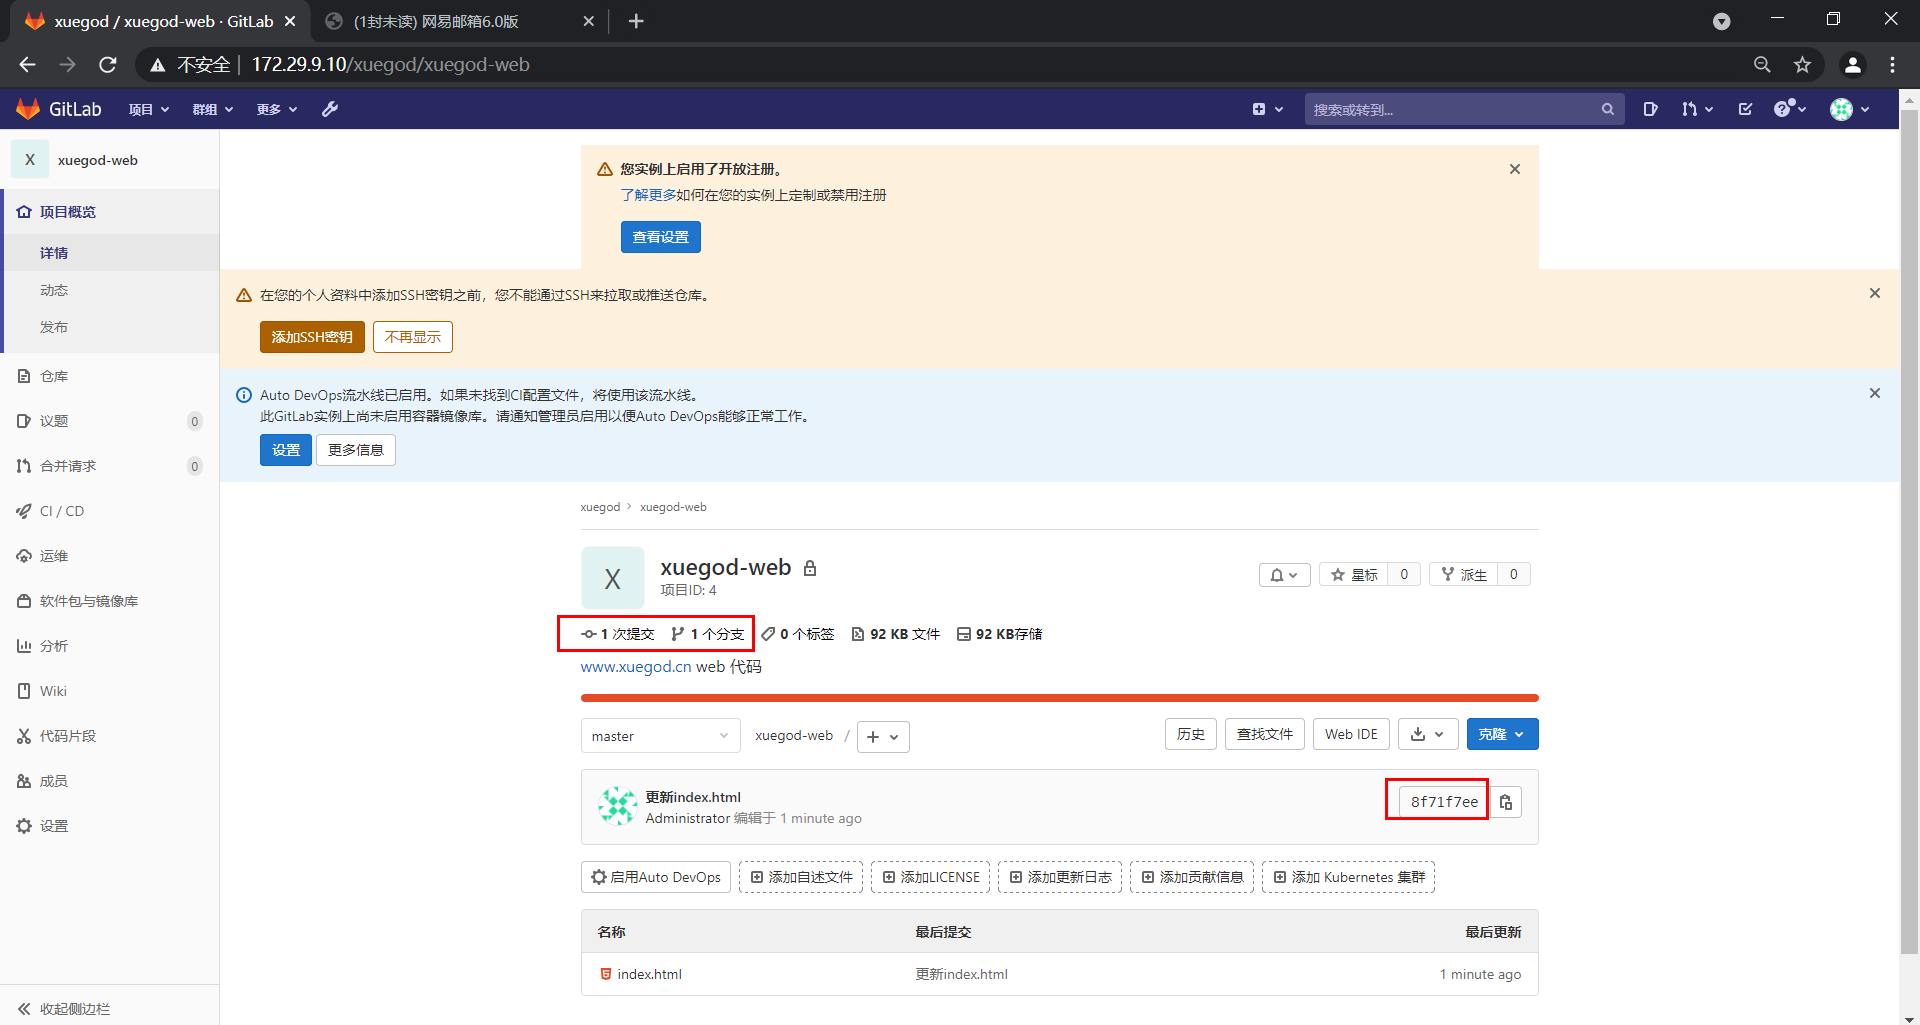 xuegod / xuegod-web · GitLab
(1封未读) 网易邮箱6.0版
不安全 | 172.29.9.10/xuegod/xuegod-web
GitLab 项目 群组 更多 搜索或转到...
X xuegod-web
项目概览
详情
动态
发布
仓库
议题 0
合并请求 0
CI / CD
运维
软件包与镜像库
分析
Wiki
代码片段
成员
设置
收起侧边栏
您实例上启用了开放注册。
了解更多如何在您的实例上定制或禁用注册
查看设置
在您的个人资料中添加SSH密钥之前，您不能通过SSH来拉取或推送仓库。
添加SSH密钥 不再显示
Auto DevOps流水线已启用。如果未找到CI配置文件，将使用该流水线。
此GitLab实例上尚未启用容器镜像库。请通知管理员启用以便Auto DevOps能够正常工作。
设置 更多信息
xuegod > xuegod-web
X xuegod-web
项目ID: 4
星标 0 派生 0
1 次提交 1 个分支 0 个标签 92 KB 文件 92 KB存储
www.xuegod.cn web 代码
master xuegod-web / + 历史 查找文件 Web IDE 克隆
更新index.html 8f71f7ee
Administrator 编辑于 1 minute ago
启用Auto DevOps 添加自述文件 添加LICENSE 添加更新日志 添加贡献信息 添加 Kubernetes 集群
名称 最后提交 最后更新
index.html 更新index.html 1 minute ago